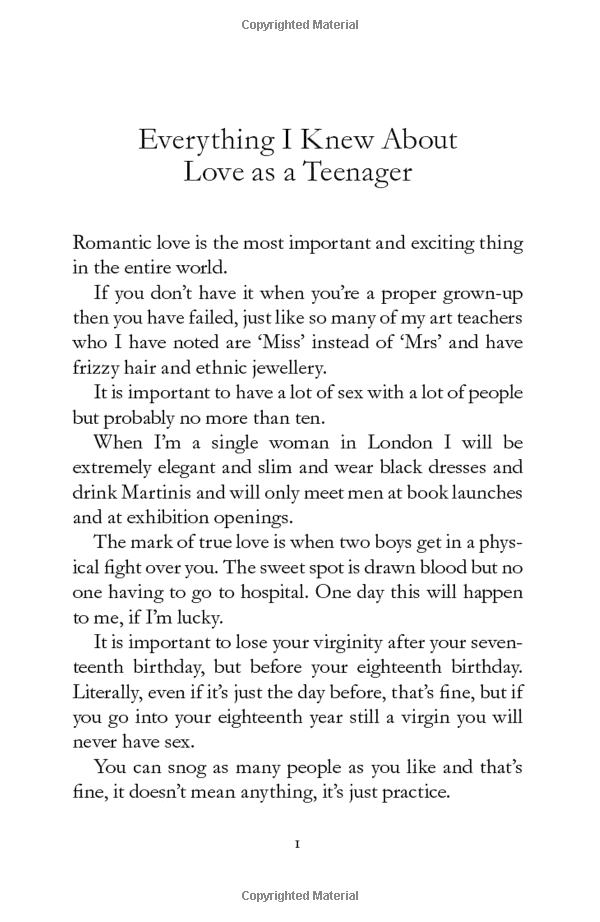 Copyrighted Material
Everything I Knew About
Love as a Teenager
Romantic love is the most important and exciting thing
in the entire world.
If you don’t have it when you’re a proper grown-up
then you have failed, just like so many of my art teachers
who I have noted are ‘Miss’ instead of ‘Mrs’ and have
frizzy hair and ethnic jewellery.
It is important to have a lot of sex with a lot of people
but probably no more than ten.
When I’m a single woman in London I will be
extremely elegant and slim and wear black dresses and
drink Martinis and will only meet men at book launches
and at exhibition openings.
The mark of true love is when two boys get in a phys-
ical fight over you. The sweet spot is drawn blood but no
one having to go to hospital. One day this will happen
to me, if I’m lucky.
It is important to lose your virginity after your seven-
teenth birthday, but before your eighteenth birthday.
Literally, even if it’s just the day before, that’s fine, but if
you go into your eighteenth year still a virgin you will
never have sex.
You can snog as many people as you like and that’s
fine, it doesn’t mean anything, it’s just practice.
1
Copyrighted Material